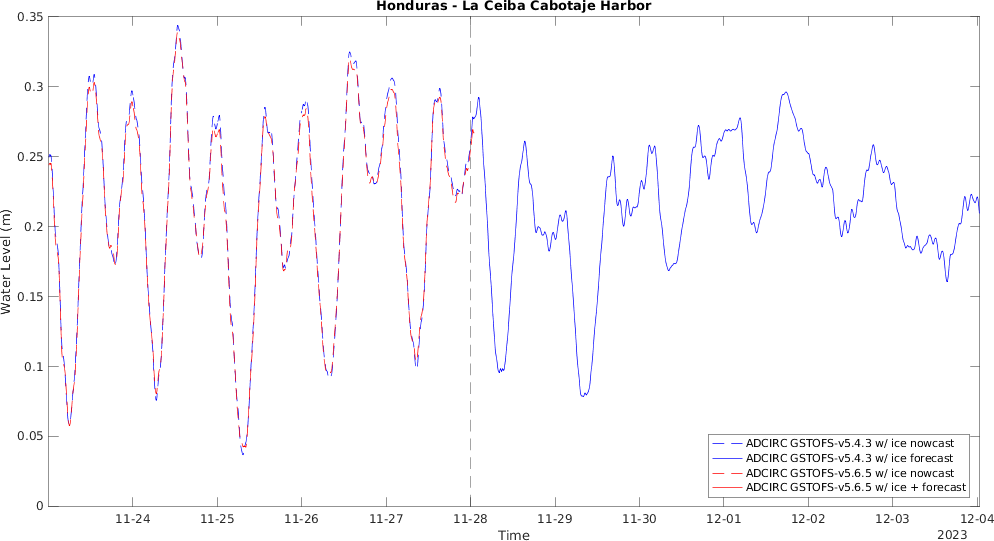 Honduras - La Ceiba Cabotaje Harbor
Water Level (m)
0.35
0.3
0.25
0.2
0.15
0.1
0.05
0
11-24
11-25
11-26
11-27
11-28
11-29
11-30
12-01
12-02
12-03
12-04
Time
2023
ADCIRC GSTOFS-v5.4.3 w/ ice nowcast
ADCIRC GSTOFS-v5.4.3 w/ ice forecast
ADCIRC GSTOFS-v5.6.5 w/ ice nowcast
ADCIRC GSTOFS-v5.6.5 w/ ice + forecast